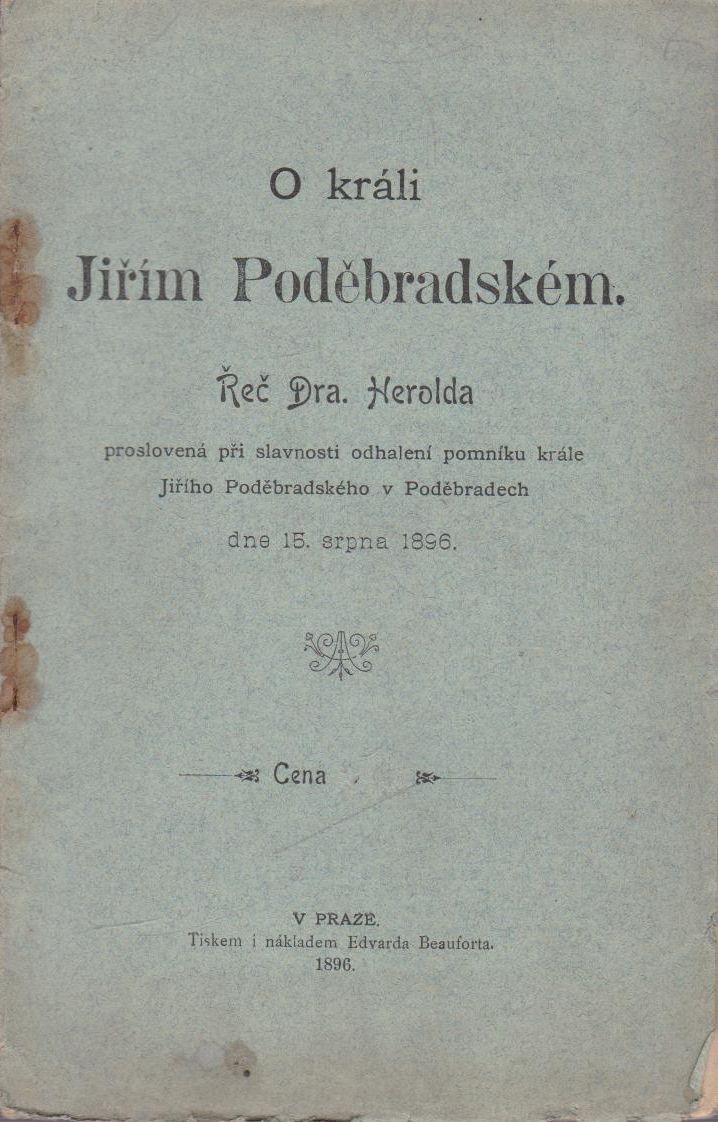 O králi
Jiřím Poděbradském.
Řeč Dra. Herolda
proslovená při slavnosti odhalení pomníku krále
Jiřího Poděbradského v Poděbradech
dne 15. srpna 1896.
Cena
V PRAZE.
Tiskem i nákladem Edvarda Beauforta.
1896.